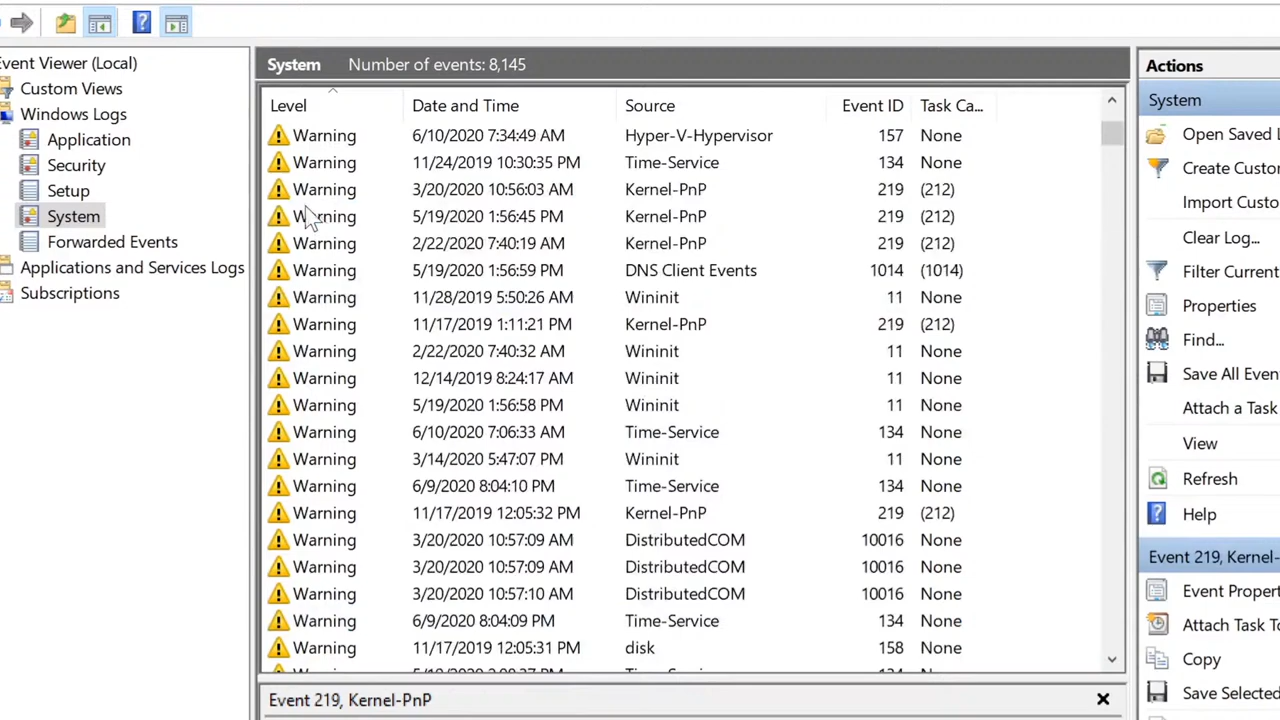 Event Viewer (Local)
Custom Views
Windows Logs
Application
Security
Setup
System
Forwarded Events
Applications and Services Logs
Subscriptions
System Number of events: 8,145
Level Date and Time Source Event ID Task Ca...
Warning 6/10/2020 7:34:49 AM Hyper-V-Hypervisor 157 None
Warning 11/24/2019 10:30:35 PM Time-Service 134 None
Warning 3/20/2020 10:56:03 AM Kernel-PnP 219 (212)
Warning 5/19/2020 1:56:45 PM Kernel-PnP 219 (212)
Warning 2/22/2020 7:40:19 AM Kernel-PnP 219 (212)
Warning 5/19/2020 1:56:59 PM DNS Client Events 1014 (1014)
Warning 11/28/2019 5:50:26 AM Wininit 11 None
Warning 11/17/2019 1:11:21 PM Kernel-PnP 219 (212)
Warning 2/22/2020 7:40:32 AM Wininit 11 None
Warning 12/14/2019 8:24:17 AM Wininit 11 None
Warning 5/19/2020 1:56:58 PM Wininit 11 None
Warning 6/10/2020 7:06:33 AM Time-Service 134 None
Warning 3/14/2020 5:47:07 PM Wininit 11 None
Warning 6/9/2020 8:04:10 PM Time-Service 134 None
Warning 11/17/2019 12:05:32 PM Kernel-PnP 219 (212)
Warning 3/20/2020 10:57:09 AM DistributedCOM 10016 None
Warning 3/20/2020 10:57:09 AM DistributedCOM 10016 None
Warning 3/20/2020 10:57:10 AM DistributedCOM 10016 None
Warning 6/9/2020 8:04:09 PM Time-Service 134 None
Warning 11/17/2019 12:05:31 PM disk 158 None
Event 219, Kernel-PnP
Actions
System
Open Saved L
Create Custo
Import Custo
Clear Log...
Filter Current
Properties
Find...
Save All Even
Attach a Task
View
Refresh
Help
Event 219, Kernel-
Event Propert
Attach Task To
Copy
Save Selected